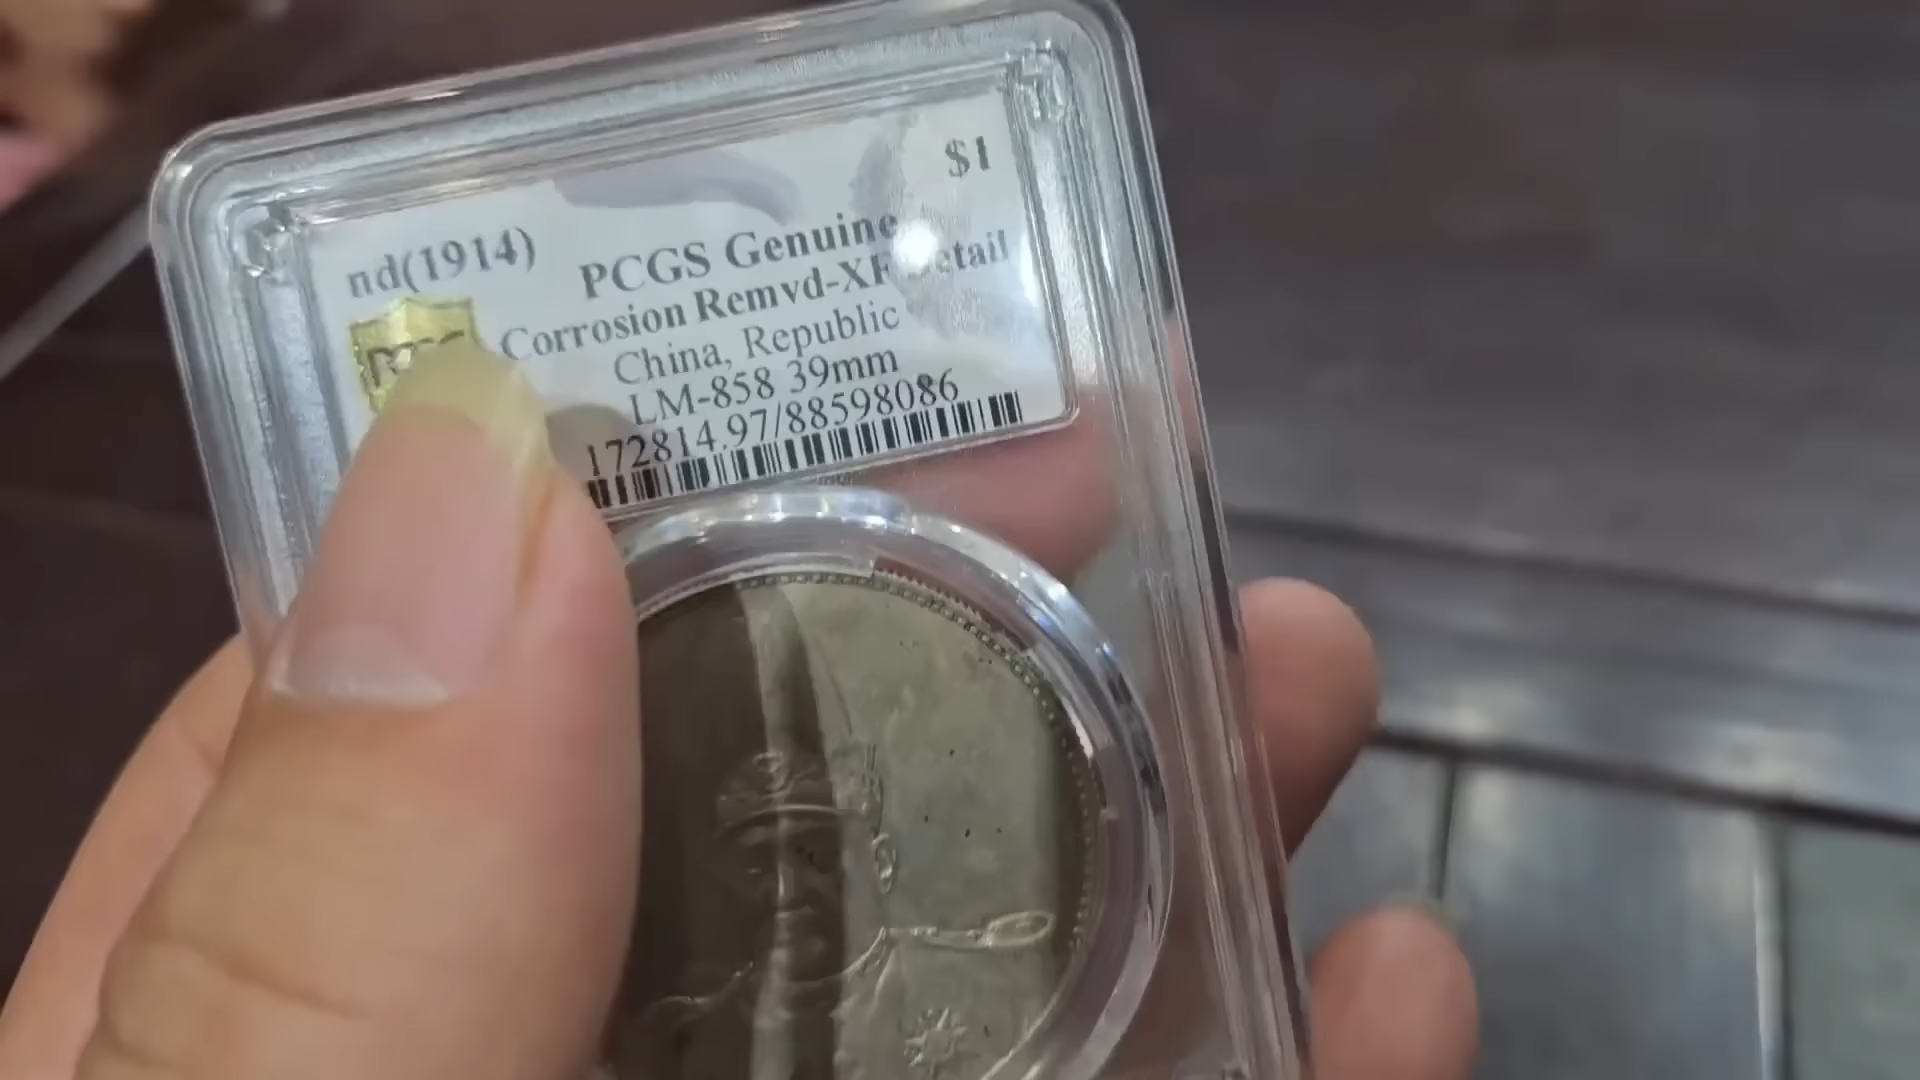 nd(1914) $1
PCGS Genuine
Corrosion Remvd-XF Detail
China, Republic
LM-858 39mm
172814.97/88598086